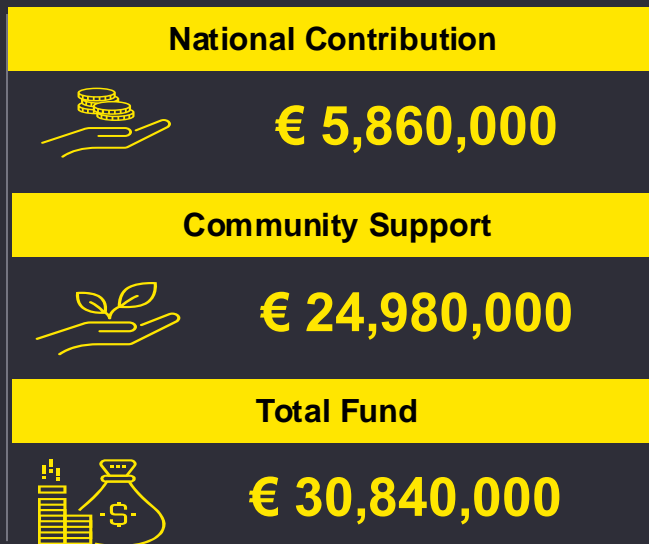 National Contribution
€ 5,860,000
Community Support
€ 24,980,000
Total Fund
€ 30,840,000
$